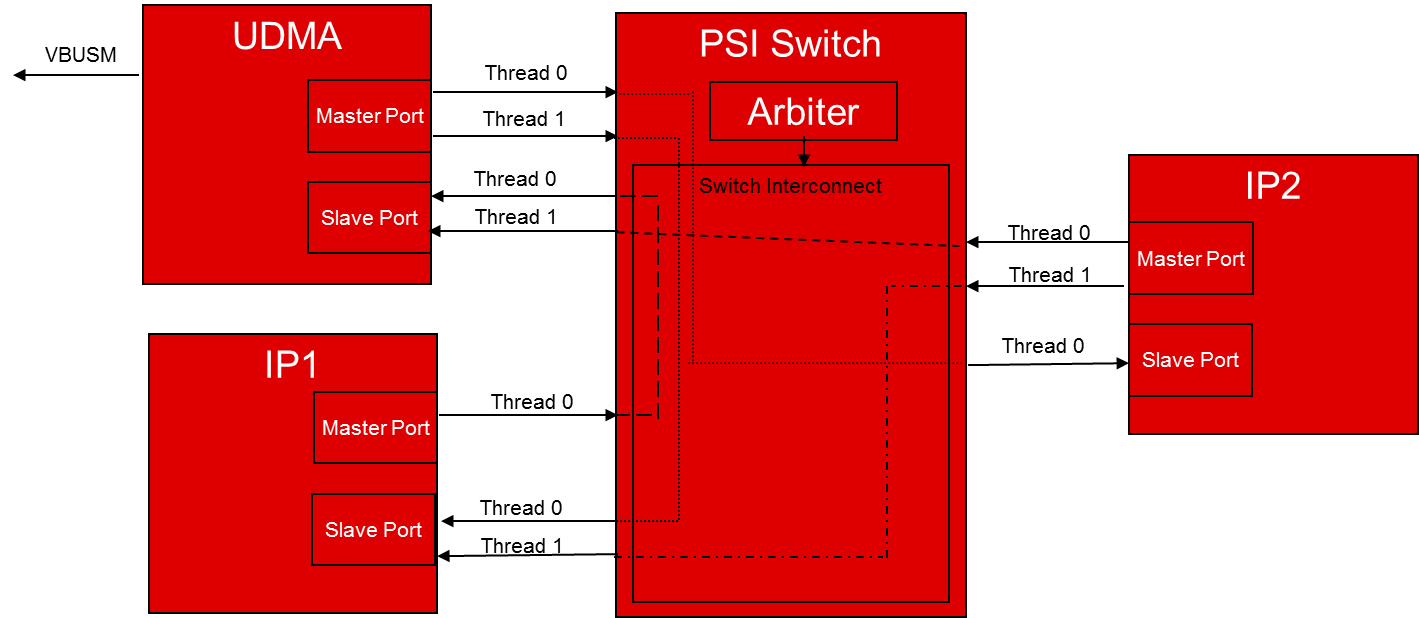 UDMA
VBUSM
Master Port
Slave Port
Thread 0
Thread 1
Thread 0
Thread 1
PSI Switch
Arbiter
Switch Interconnect
IP2
Thread 0
Master Port
Thread 1
Thread 0
Slave Port
IP1
Master Port
Slave Port
Thread 0
Thread 0
Thread 1